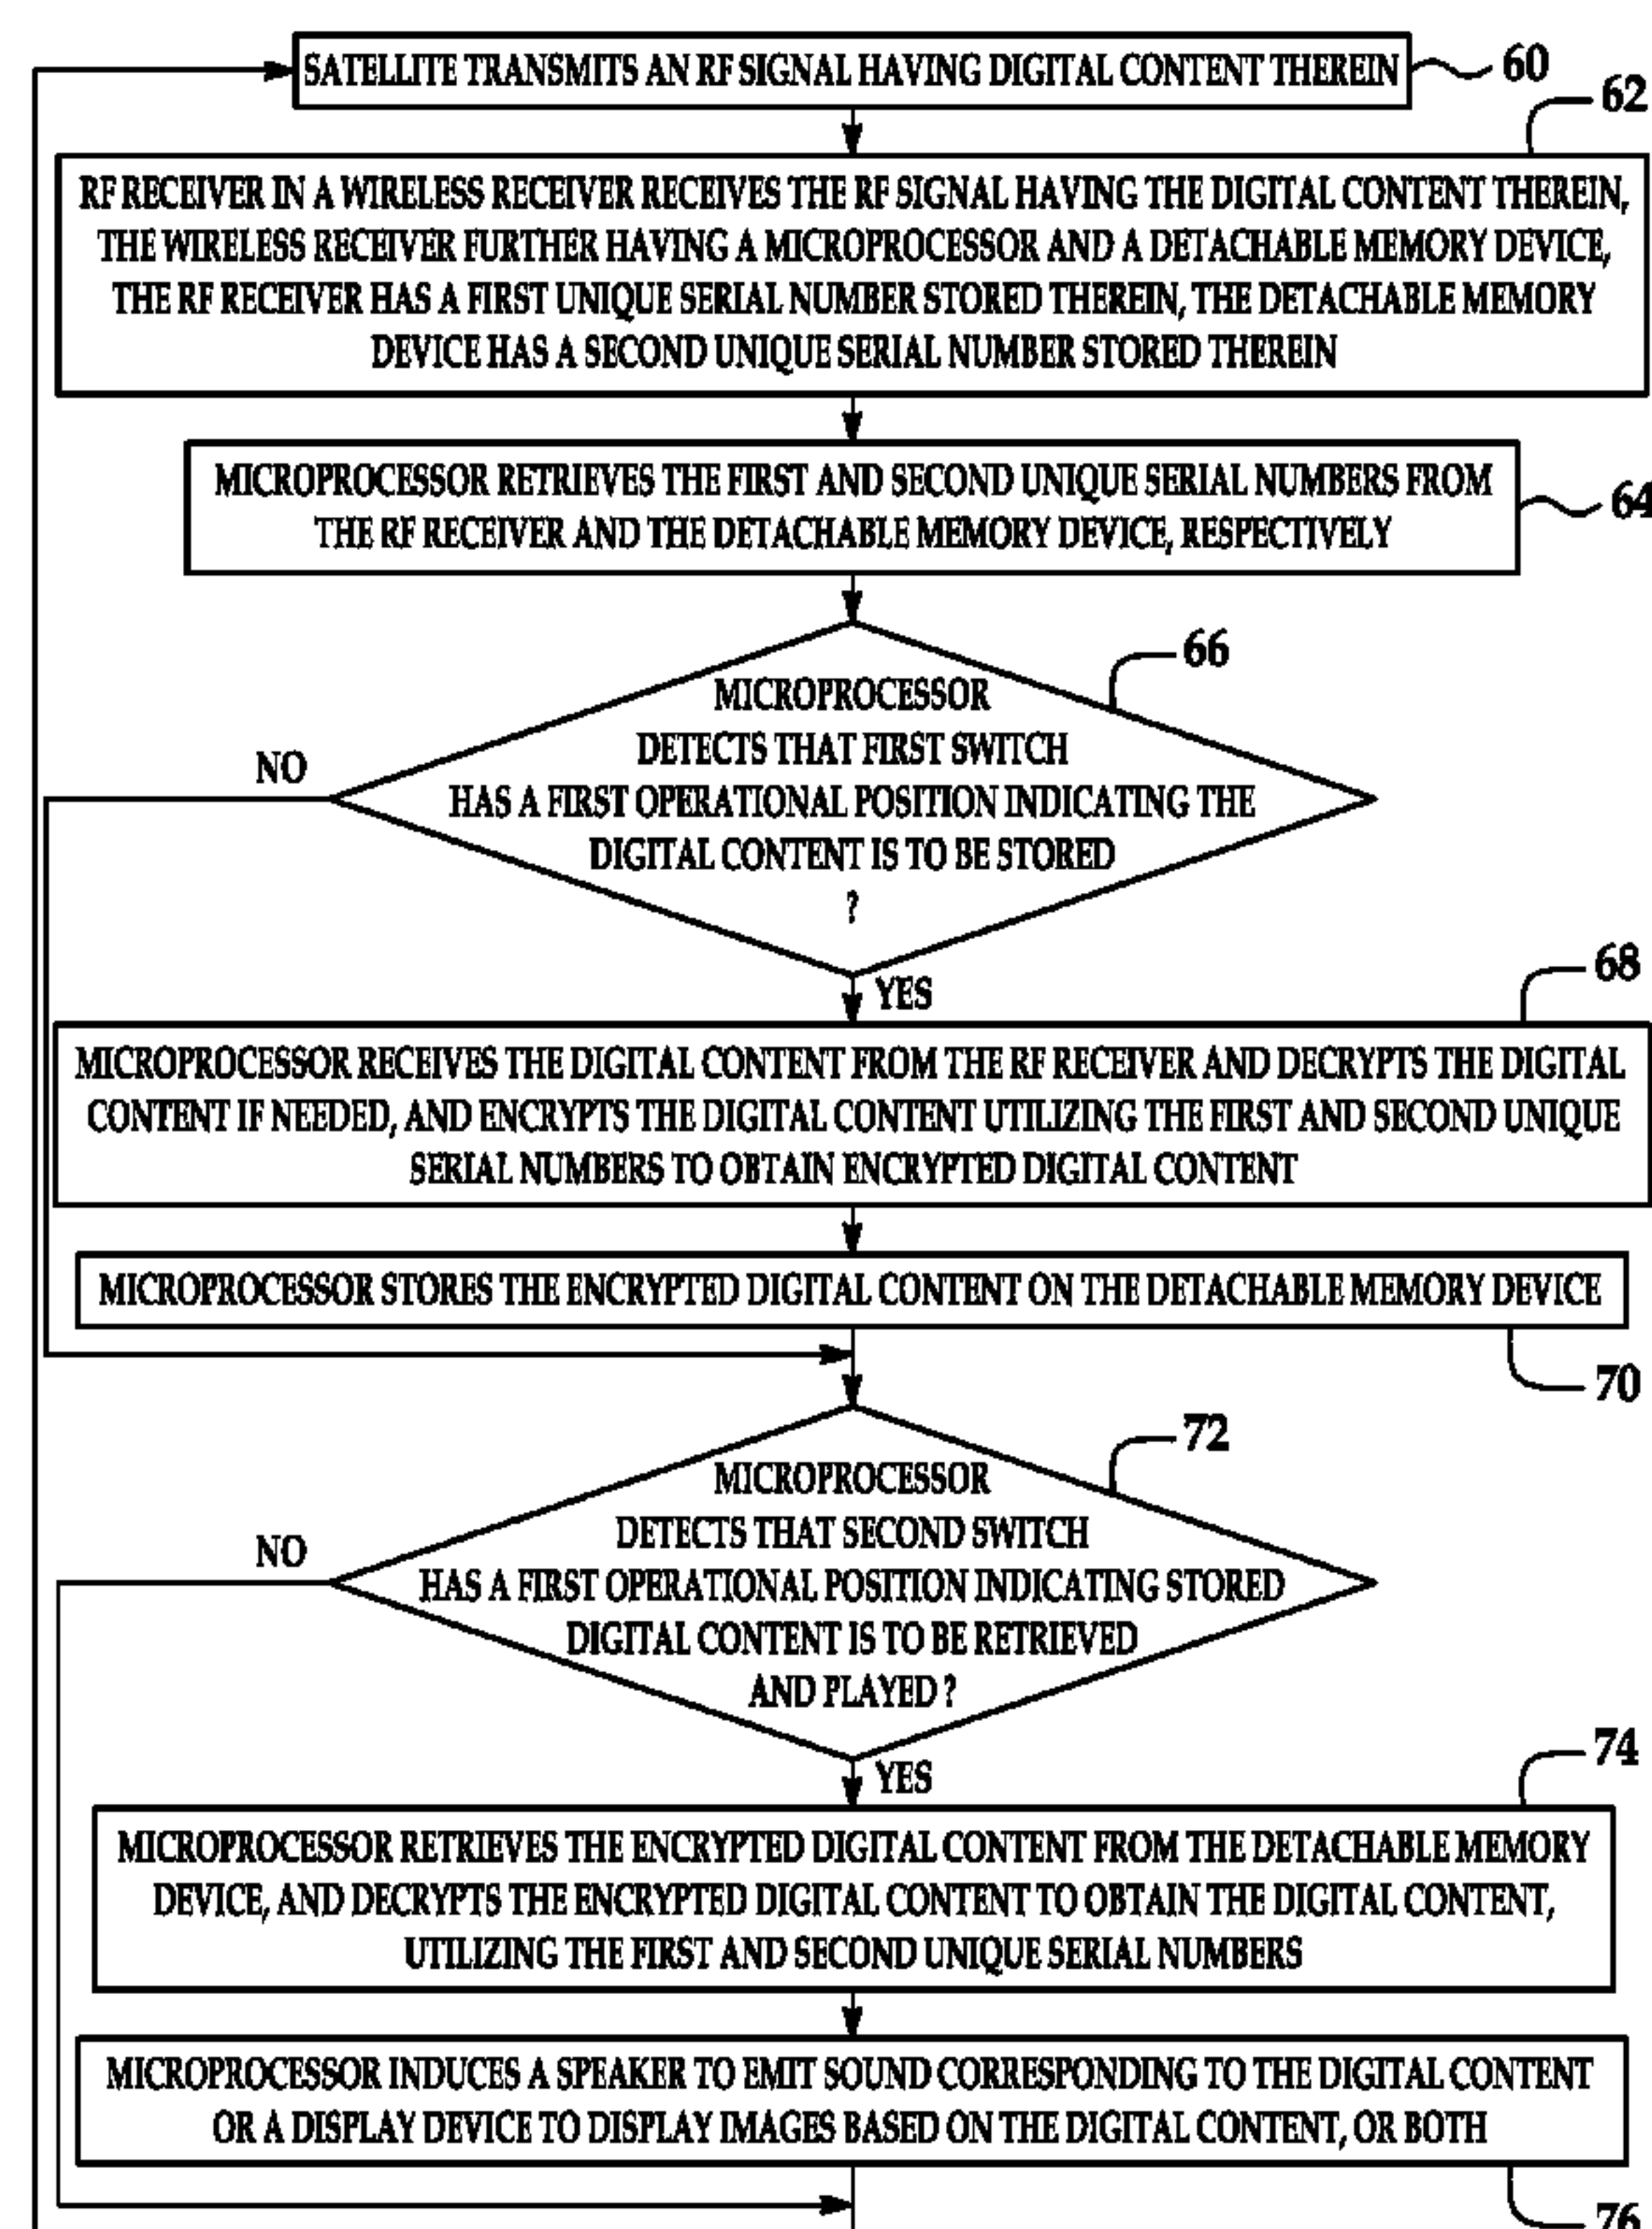 SATELLITE TRANSMITS AN RF SIGNAL HAVING DIGITAL CONTENT THEREIN
60
62
RF RECEIVER IN A WIRELESS RECEIVER RECEIVES THE RF SIGNAL HAVING THE DIGITAL CONTENT THEREIN,
THE WIRELESS RECEIVER FURTHER HAVING A MICROPROCESSOR AND A DETACHABLE MEMORY DEVICE,
THE RF RECEIVER HAS A FIRST UNIQUE SERIAL NUMBER STORED THEREIN, THE DETACHABLE MEMORY
DEVICE HAS A SECOND UNIQUE SERIAL NUMBER STORED THEREIN
MICROPROCESSOR RETRIEVES THE FIRST AND SECOND UNIQUE SERIAL NUMBERS FROM
THE RF RECEIVER AND THE DETACHABLE MEMORY DEVICE, RESPECTIVELY
64
66
MICROPROCESSOR
DETECTS THAT FIRST SWITCH
HAS A FIRST OPERATIONAL POSITION INDICATING THE
DIGITAL CONTENT IS TO BE STORED
?
NO
YES
68
MICROPROCESSOR RECEIVES THE DIGITAL CONTENT FROM THE RF RECEIVER AND DECRYPTS THE DIGITAL
CONTENT IF NEEDED, AND ENCRYPTS THE DIGITAL CONTENT UTILIZING THE FIRST AND SECOND UNIQUE
SERIAL NUMBERS TO OBTAIN ENCRYPTED DIGITAL CONTENT
MICROPROCESSOR STORES THE ENCRYPTED DIGITAL CONTENT ON THE DETACHABLE MEMORY DEVICE
70
72
MICROPROCESSOR
DETECTS THAT SECOND SWITCH
HAS A FIRST OPERATIONAL POSITION INDICATING STORED
DIGITAL CONTENT IS TO BE RETRIEVED
AND PLAYED ?
NO
YES
74
MICROPROCESSOR RETRIEVES THE ENCRYPTED DIGITAL CONTENT FROM THE DETACHABLE MEMORY
DEVICE, AND DECRYPTS THE ENCRYPTED DIGITAL CONTENT TO OBTAIN THE DIGITAL CONTENT,
UTILIZING THE FIRST AND SECOND UNIQUE SERIAL NUMBERS
MICROPROCESSOR INDUCES A SPEAKER TO EMIT SOUND CORRESPONDING TO THE DIGITAL CONTENT
OR A DISPLAY DEVICE TO DISPLAY IMAGES BASED ON THE DIGITAL CONTENT, OR BOTH
76